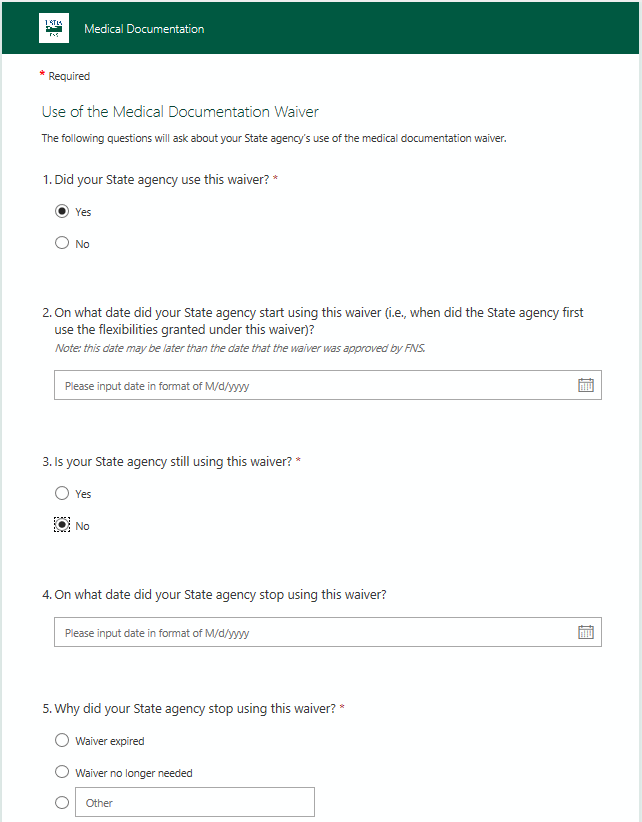 USDA
FNS
Medical Documentation
* Required
Use of the Medical Documentation Waiver
The following questions will ask about your State agency's use of the medical documentation waiver.
1. Did your State agency use this waiver? *
Yes
No
2. On what date did your State agency start using this waiver (i.e., when did the State agency first
use the flexibilities granted under this waiver)?
Note: this date may be later than the date that the waiver was approved by FNS.
Please input date in format of M/d/yyyy
3. Is your State agency still using this waiver? *
Yes
No
4. On what date did your State agency stop using this waiver?
Please input date in format of M/d/yyyy
5. Why did your State agency stop using this waiver? *
Waiver expired
Waiver no longer needed
Other